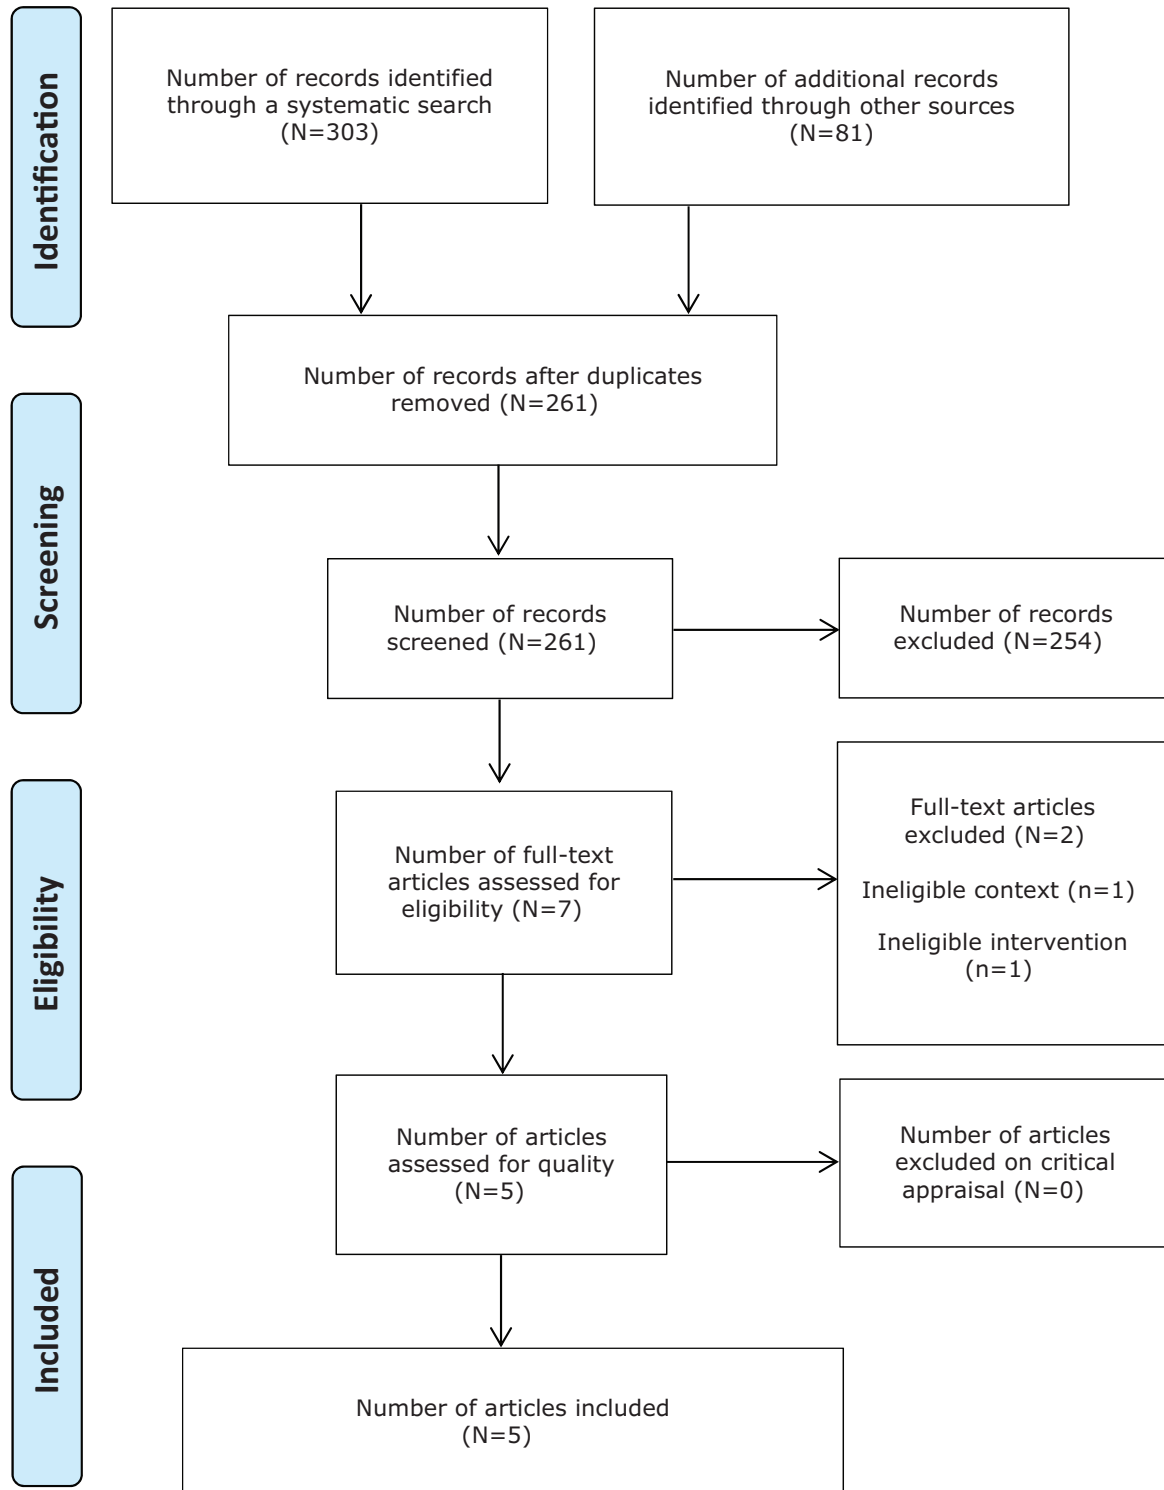 Identification
Number of records identified
through a systematic search
(N=303)
Number of additional records
identified through other sources
(N=81)
Number of records after duplicates
removed (N=261)
Screening
Number of records
screened (N=261)
Number of records
excluded (N=254)
Eligibility
Number of full-text
articles assessed for
eligibility (N=7)
Full-text articles
excluded (N=2)
Ineligible context (n=1)
Ineligible intervention
(n=1)
Number of articles
assessed for quality
(N=5)
Number of articles
excluded on critical
appraisal (N=0)
Included
Number of articles included
(N=5)